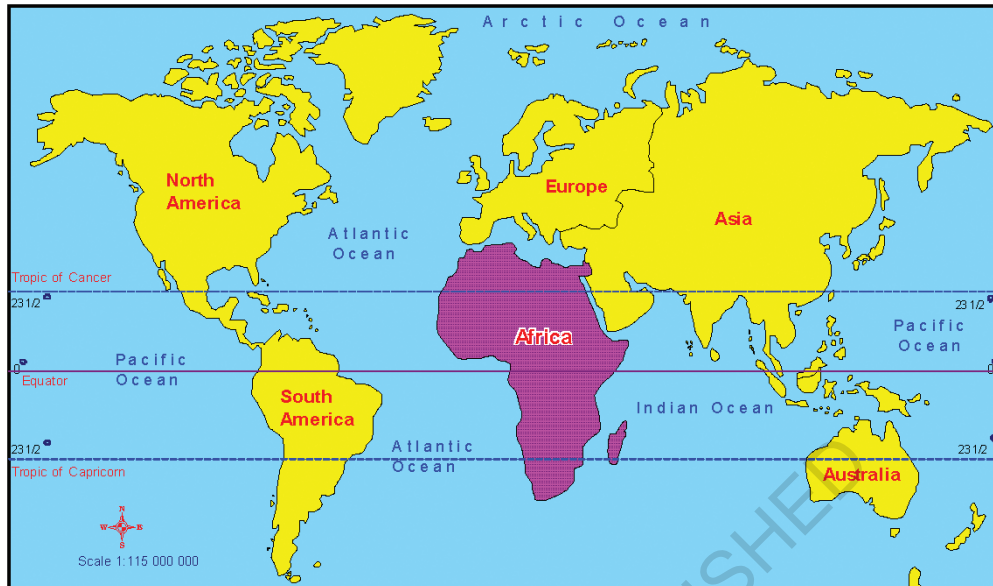 Arctic Ocean
North
America
Europe
Asia
Atlantic
Ocean
Tropic of Cancer
23 1/2
23 1/2
Africa
Pacific
Ocean
Pacific
Ocean
0
0
Equator
South
America
Indian Ocean
23 1/2
Atlantic
Ocean
23 1/2
Tropic of Capricorn
Australia
N
W E
S
Scale 1:115 000 000
SHED